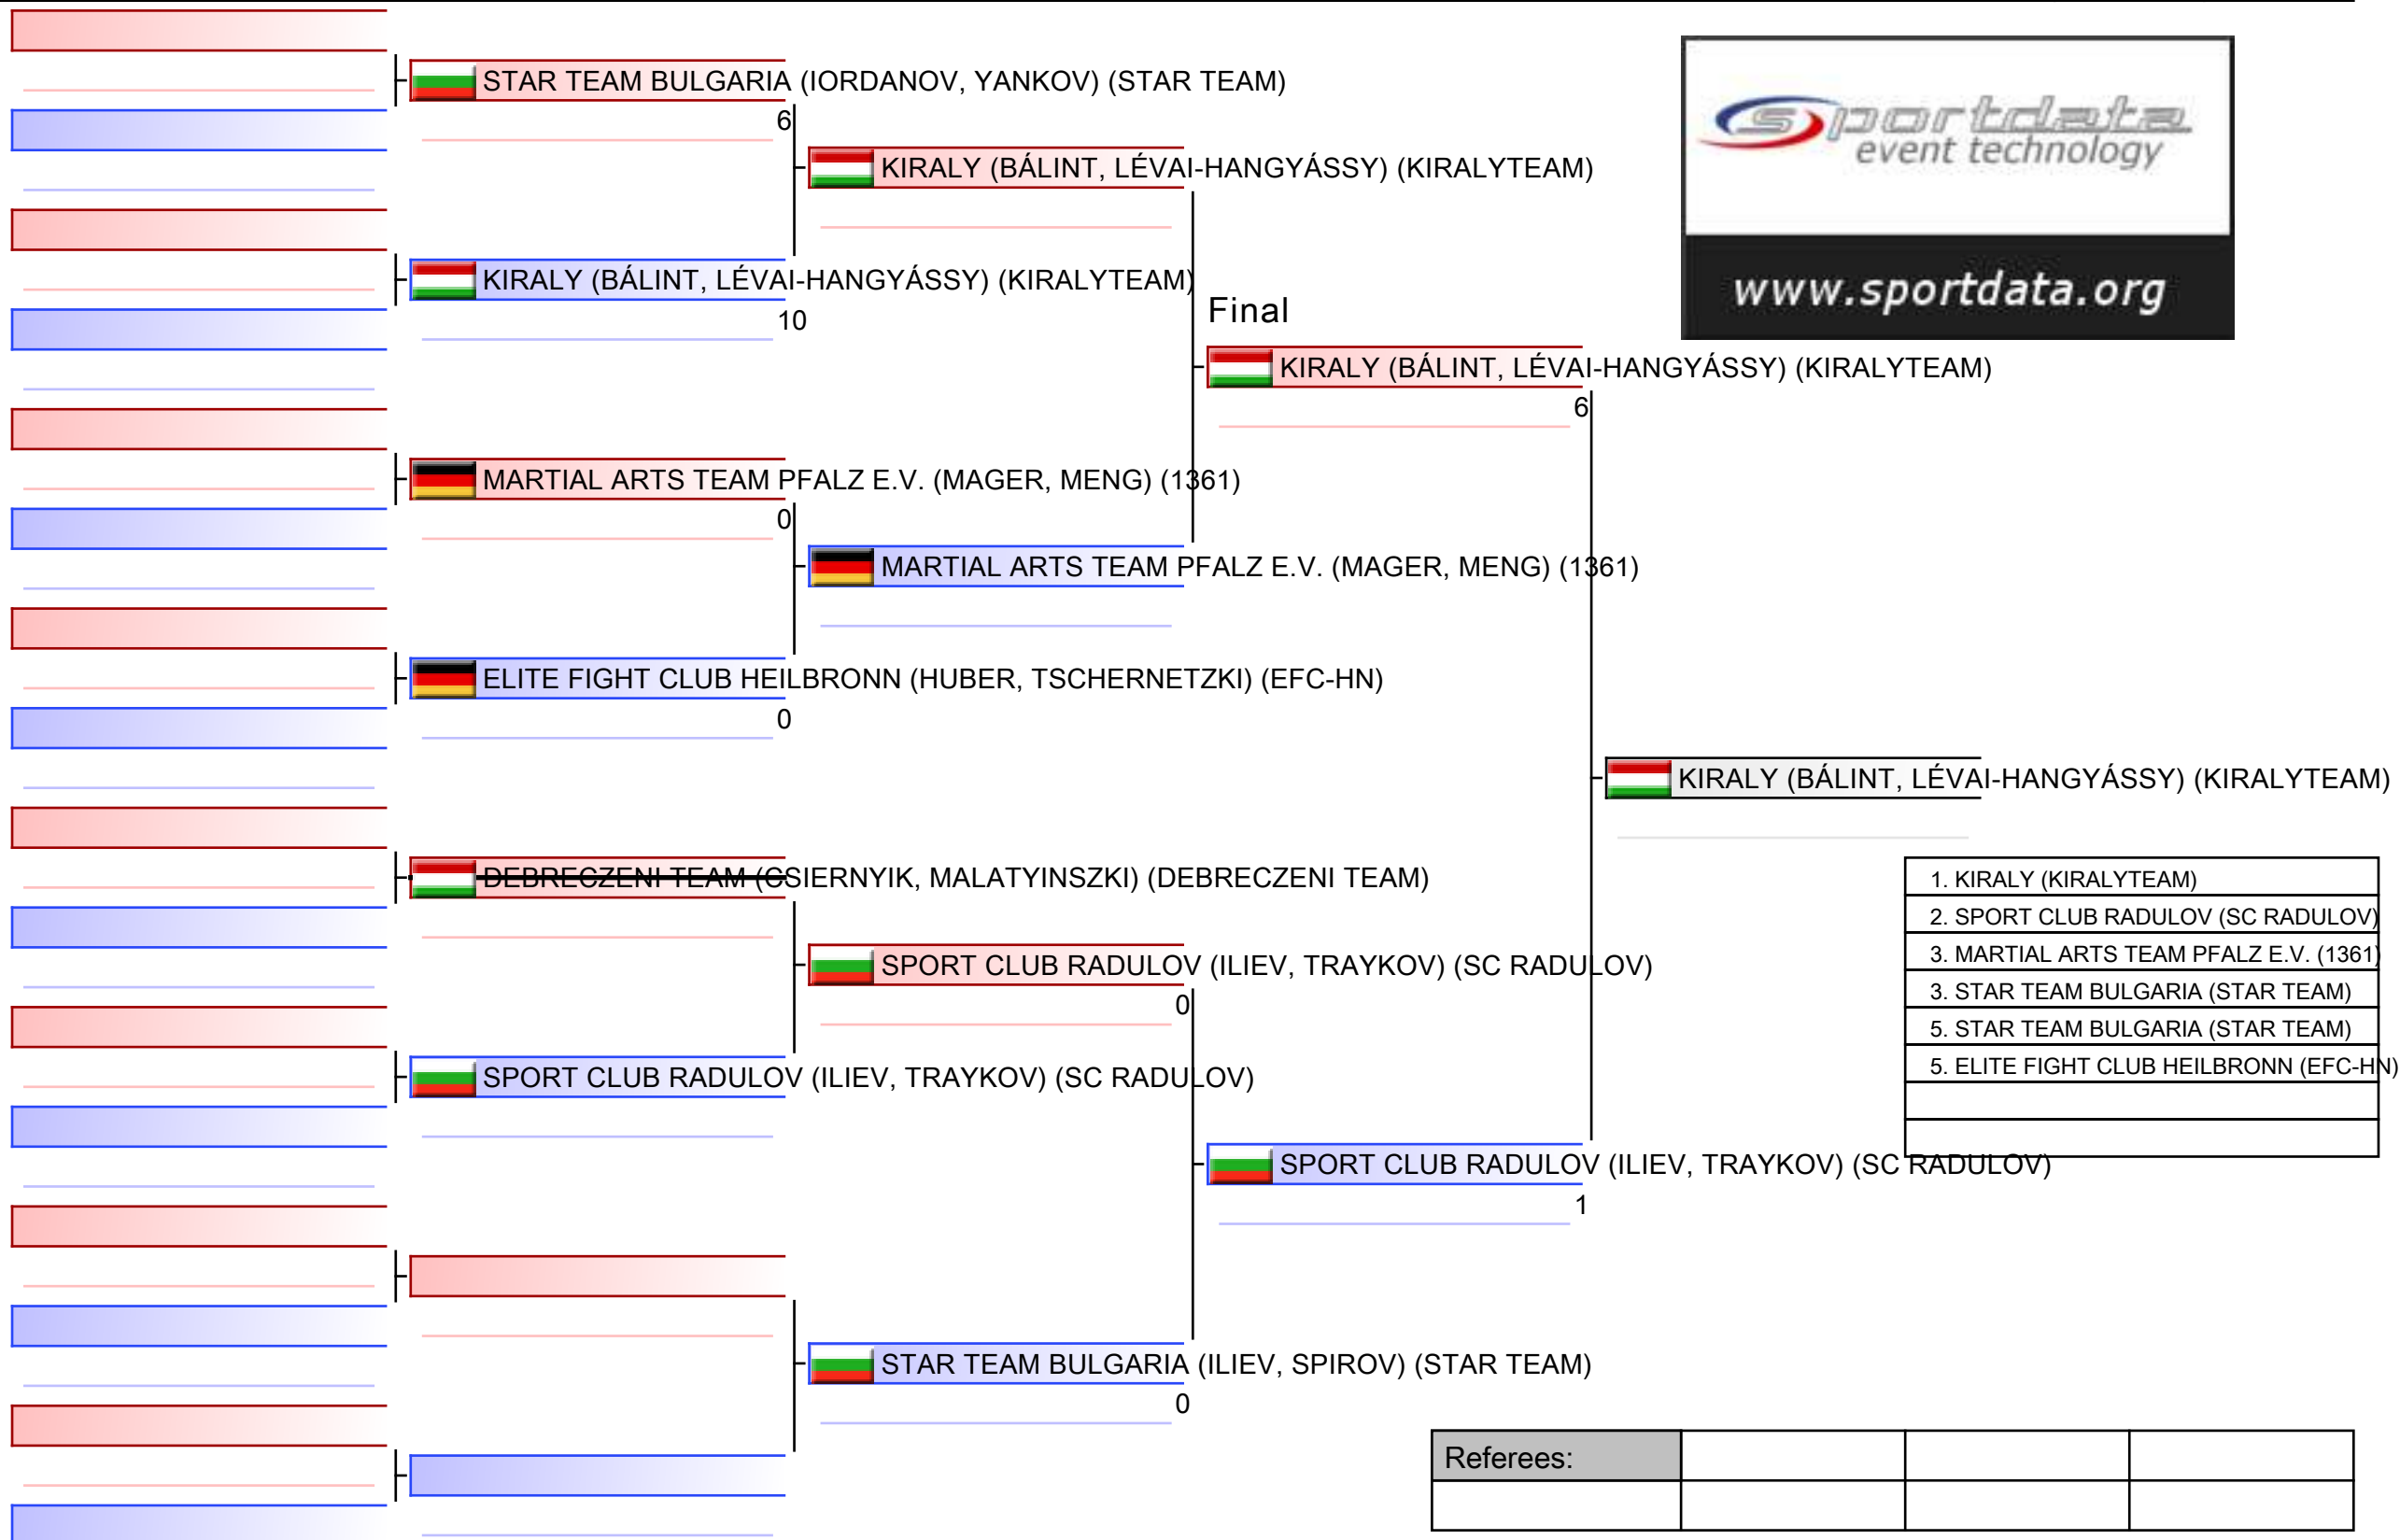 STAR TEAM BULGARIA (IORDANOV, YANKOV) (STAR TEAM)
6
KIRALY (BÁLINT, LÉVAI-HANGYÁSSY) (KIRALYTEAM)
10
MARTIAL ARTS TEAM PFALZ E.V. (MAGER, MENG) (1361)
0
ELITE FIGHT CLUB HEILBRONN (HUBER, TSCHERNETZKI) (EFC-HN)
0
DEBRECZENI TEAM (CSIERNYIK, MALATYINSZKI) (DEBRECZENI TEAM)
SPORT CLUB RADULOV (ILIEV, TRAYKOV) (SC RADULOV)
KIRALY (BÁLINT, LÉVAI-HANGYÁSSY) (KIRALYTEAM)
MARTIAL ARTS TEAM PFALZ E.V. (MAGER, MENG) (1361)
SPORT CLUB RADULOV (ILIEV, TRAYKOV) (SC RADULOV)
0
STAR TEAM BULGARIA (ILIEV, SPIROV) (STAR TEAM)
0
Final
KIRALY (BÁLINT, LÉVAI-HANGYÁSSY) (KIRALYTEAM)
6
SPORT CLUB RADULOV (ILIEV, TRAYKOV) (SC RADULOV)
1
KIRALY (BÁLINT, LÉVAI-HANGYÁSSY) (KIRALYTEAM)
sportdata
event technology
www.sportdata.org
1. KIRALY (KIRALYTEAM)
2. SPORT CLUB RADULOV (SC RADULOV)
3. MARTIAL ARTS TEAM PFALZ E.V. (1361)
3. STAR TEAM BULGARIA (STAR TEAM)
5. STAR TEAM BULGARIA (STAR TEAM)
5. ELITE FIGHT CLUB HEILBRONN (EFC-HN)
Referees: